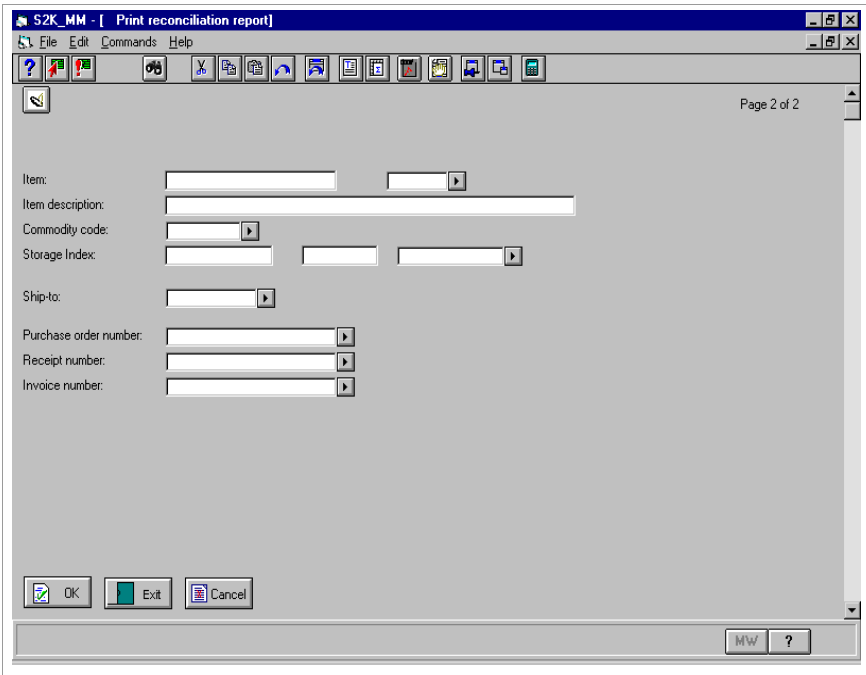 S2K_MM - [ Print reconciliation report]
File Edit Commands Help
Page 2 of 2
Item:
Item description:
Commodity code:
Storage Index:
Ship-to:
Purchase order number:
Receipt number:
Invoice number:
OK Exit Cancel
MW ?